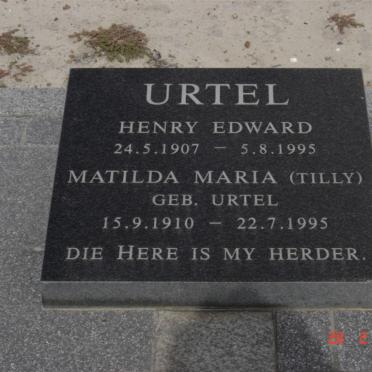 URTEL
HENRY EDWARD
24.5.1907 – 5.8.1995
MATILDA MARIA (TILLY)
GEB. URTEL
15.9.1910 – 22.7.1995
DIE HERE IS MY HERDER.